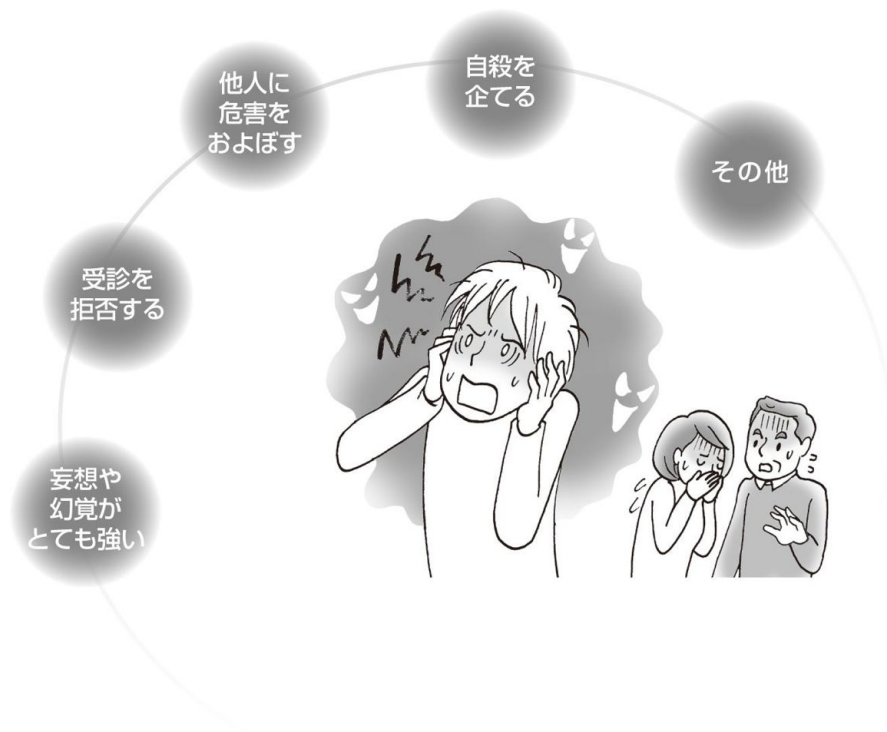 自殺を
企てる
他人に
危害を
およぼす
その他
受診を
拒否する
妄想や
幻覚が
とても強い